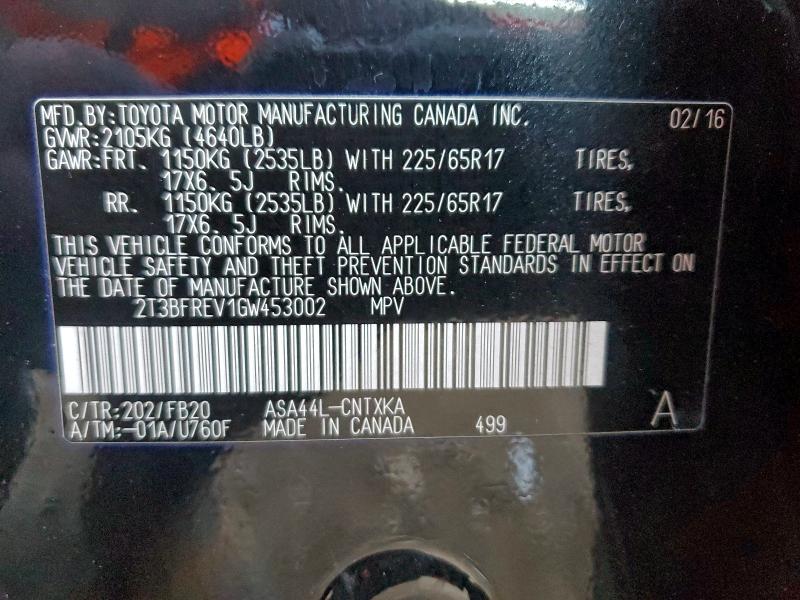 MFD.BY:TOYOTA MOTOR MANUFACTURING CANADA INC. 02/16
GVWR:2105KG (4640LB)
GAWR:FRT. 1150KG (2535LB) WITH 225/65R17 TIRES,
17X6. 5J RIMS.
RR. 1150KG (2535LB) WITH 225/65R17 TIRES,
17X6. 5J RIMS.
THIS VEHICLE CONFORMS TO ALL APPLICABLE FEDERAL MOTOR
VEHICLE SAFETY AND THEFT PREVENTION STANDARDS IN EFFECT ON
THE DATE OF MANUFACTURE SHOWN ABOVE.
2T3BFREV1GW453002 MPV
C/TR:202/FB20 ASA44L-CNTXKA A
A/TM:-01A/U760F MADE IN CANADA 499